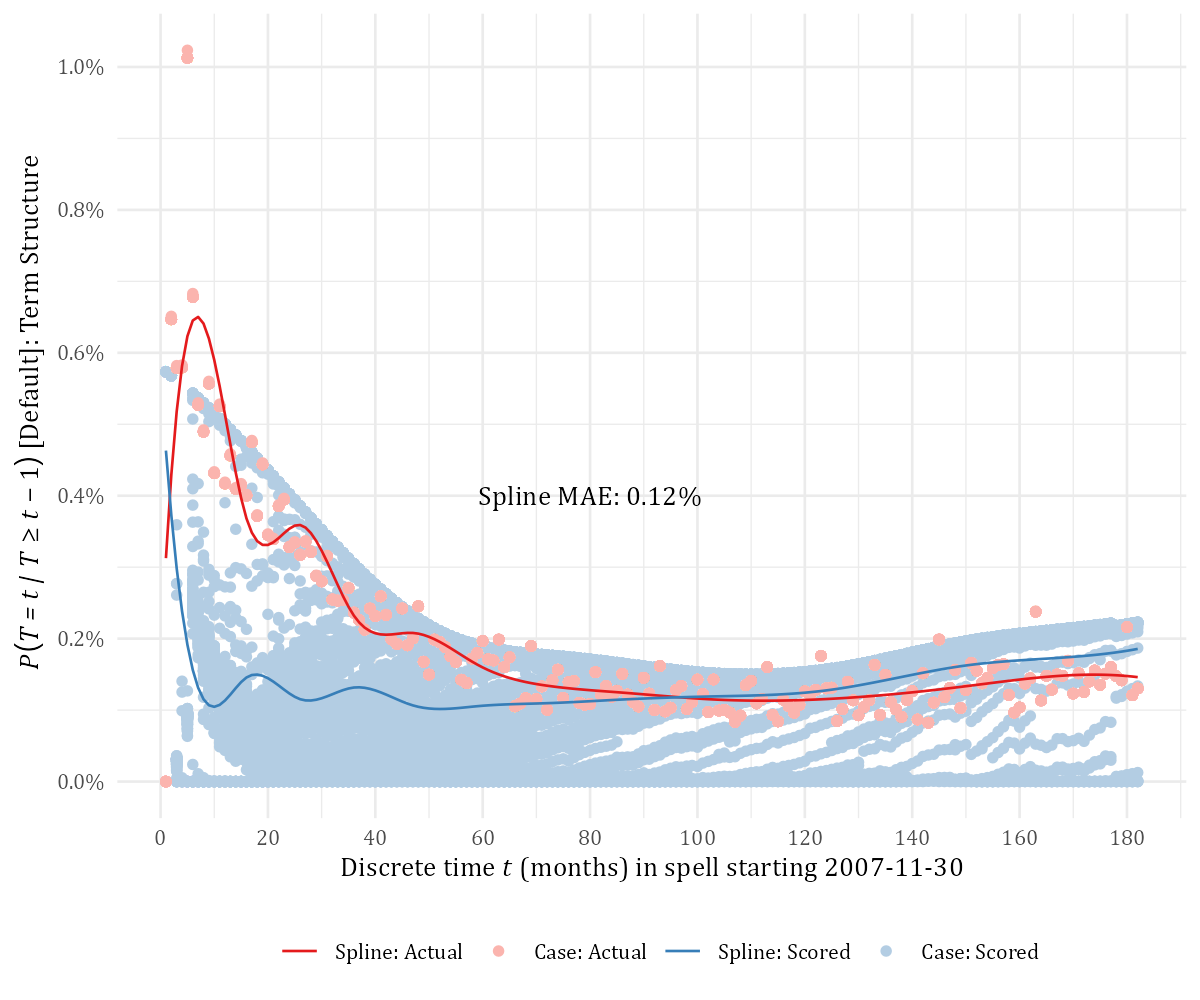 P(T = t / T ≥ t − 1) [Default]: Term Structure
1.0%
0.8%
0.6%
0.4%
0.2%
0.0%
Spline MAE: 0.12%
0 20 40 60 80 100 120 140 160 180
Discrete time t (months) in spell starting 2007-11-30
Spline: Actual Case: Actual Spline: Scored Case: Scored